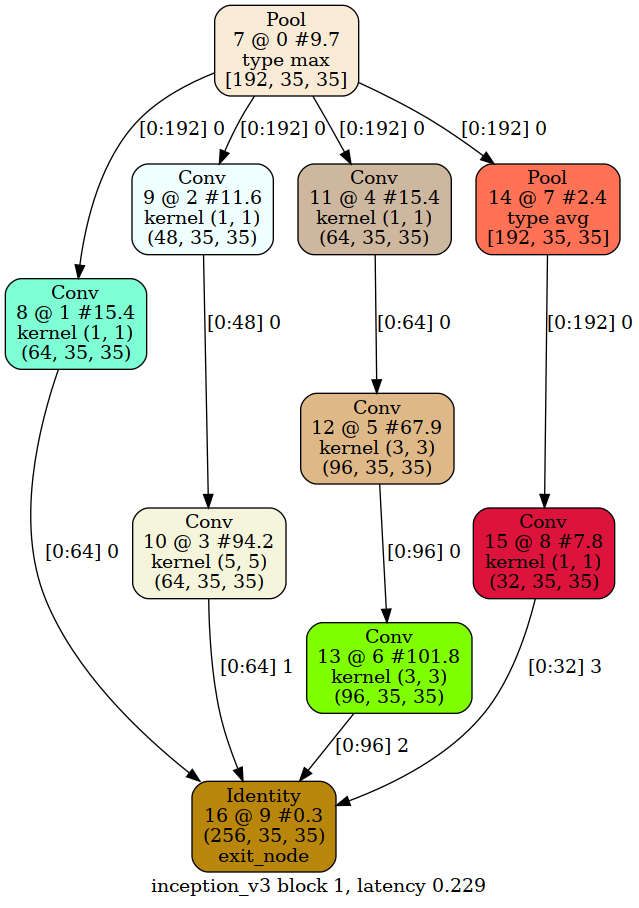 Pool
7 @ 0 #9.7
type max
[192, 35, 35]
[0:192] 0
[0:192] 0
[0:192] 0
[0:192] 0
Conv
9 @ 2 #11.6
kernel (1, 1)
(48, 35, 35)
Conv
11 @ 4 #15.4
kernel (1, 1)
(64, 35, 35)
Pool
14 @ 7 #2.4
type avg
[192, 35, 35]
Conv
8 @ 1 #15.4
kernel (1, 1)
(64, 35, 35)
[0:48] 0
[0:64] 0
[0:192] 0
Conv
12 @ 5 #67.9
kernel (3, 3)
(96, 35, 35)
[0:64] 0
Conv
10 @ 3 #94.2
kernel (5, 5)
(64, 35, 35)
[0:96] 0
Conv
15 @ 8 #7.8
kernel (1, 1)
(32, 35, 35)
[0:64] 1
Conv
13 @ 6 #101.8
kernel (3, 3)
(96, 35, 35)
[0:32] 3
[0:96] 2
Identity
16 @ 9 #0.3
(256, 35, 35)
exit_node
inception_v3 block 1, latency 0.229